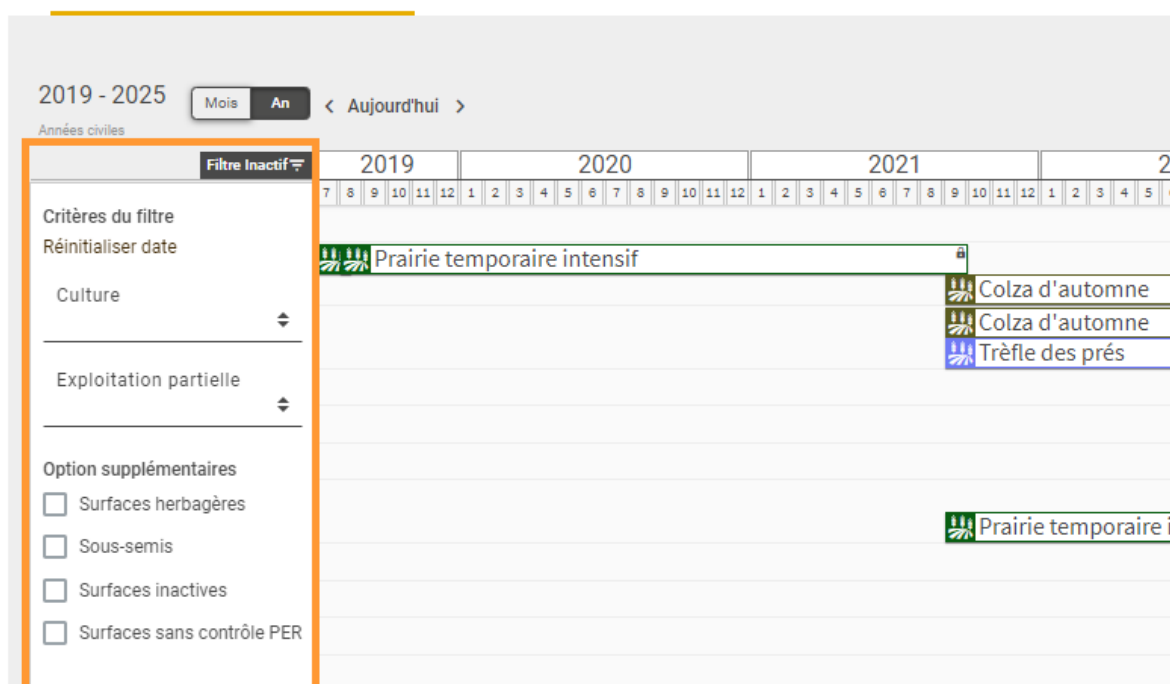 2019 - 2025
Mois An
Aujourd'hui
Années civiles
Filtre Inactif
2019 2020 2021 2
7 8 9 10 11 12 1 2 3 4 5 6 7 8 9 10 11 12 1 2 3 4 5 6 7 8 9 10 11 12 1 2 3 4 5
Critères du filtre
Réinitialiser date
Culture
Exploitation partielle
Option supplémentaires
Surfaces herbagères
Sous-semis
Surfaces inactives
Surfaces sans contrôle PER
Prairie temporaire intensif
Colza d'automne
Colza d'automne
Trèfle des prés
Prairie temporaire i